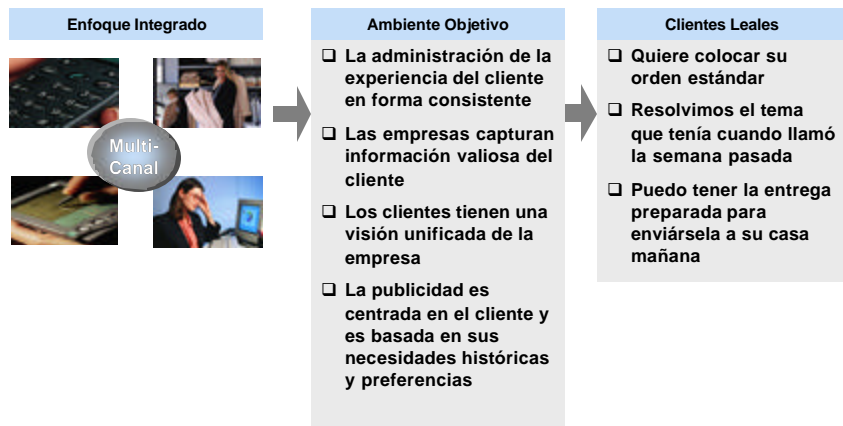 Enfoque Integrado
Multi-
Canal
Ambiente Objetivo
❑ La administración de la
experiencia del cliente
en forma consistente
❑ Las empresas capturan
información valiosa del
cliente
❑ Los clientes tienen una
visión unificada de la
empresa
❑ La publicidad es
centrada en el cliente y
es basada en sus
necesidades históricas
y preferencias
Clientes Leales
❑ Quiere colocar su
orden estándar
❑ Resolvimos el tema
que tenía cuando llamó
la semana pasada
❑ Puedo tener la entrega
preparada para
enviársela a su casa
mañana